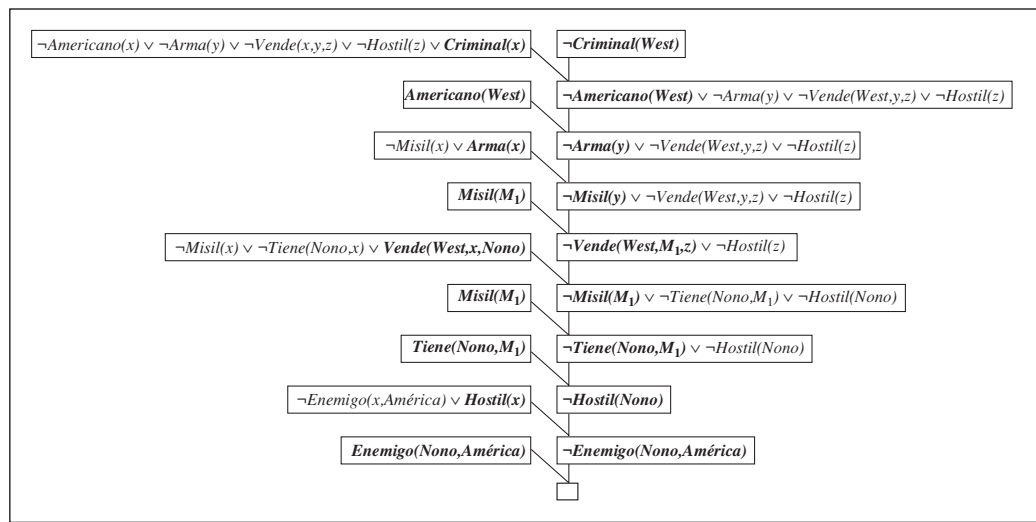 ¬Americano(x) ∨ ¬Arma(y) ∨ ¬Vende(x,y,z) ∨ ¬Hostil(z) ∨ Criminal(x) ¬Criminal(West)
Americano(West) ¬Americano(West) ∨ ¬Arma(y) ∨ ¬Vende(West,y,z) ∨ ¬Hostil(z)
¬Misil(x) ∨ Arma(x) ¬Arma(y) ∨ ¬Vende(West,y,z) ∨ ¬Hostil(z)
Misil(M₁) ¬Misil(y) ∨ ¬Vende(West,y,z) ∨ ¬Hostil(z)
¬Misil(x) ∨ ¬Tiene(Nono,x) ∨ Vende(West,x,Nono) ¬Vende(West,M₁,z) ∨ ¬Hostil(z)
Misil(M₁) ¬Misil(M₁) ∨ ¬Tiene(Nono,M₁) ∨ ¬Hostil(Nono)
Tiene(Nono,M₁) ¬Tiene(Nono,M₁) ∨ ¬Hostil(Nono)
¬Enemigo(x,América) ∨ Hostil(x) ¬Hostil(Nono)
Enemigo(Nono,América) ¬Enemigo(Nono,América)